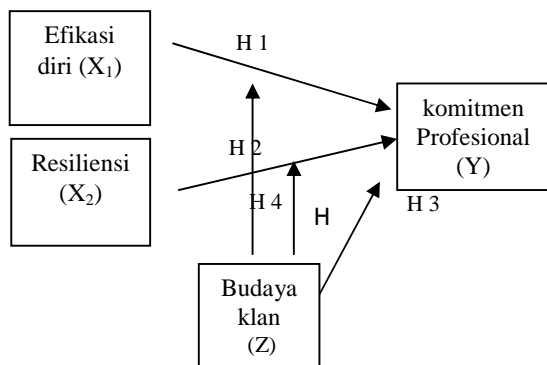 Efikasi
diri (X₁)
H 1
komitmen
Profesional
(Y)
Resiliensi
(X₂)
H 2
H 4
H
H 3
Budaya
klan
(Z)